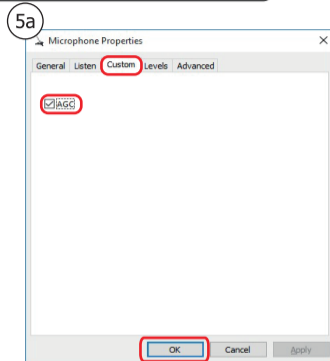 5a
Microphone Properties
General Listen Custom Levels Advanced
AGC
OK Cancel Apply